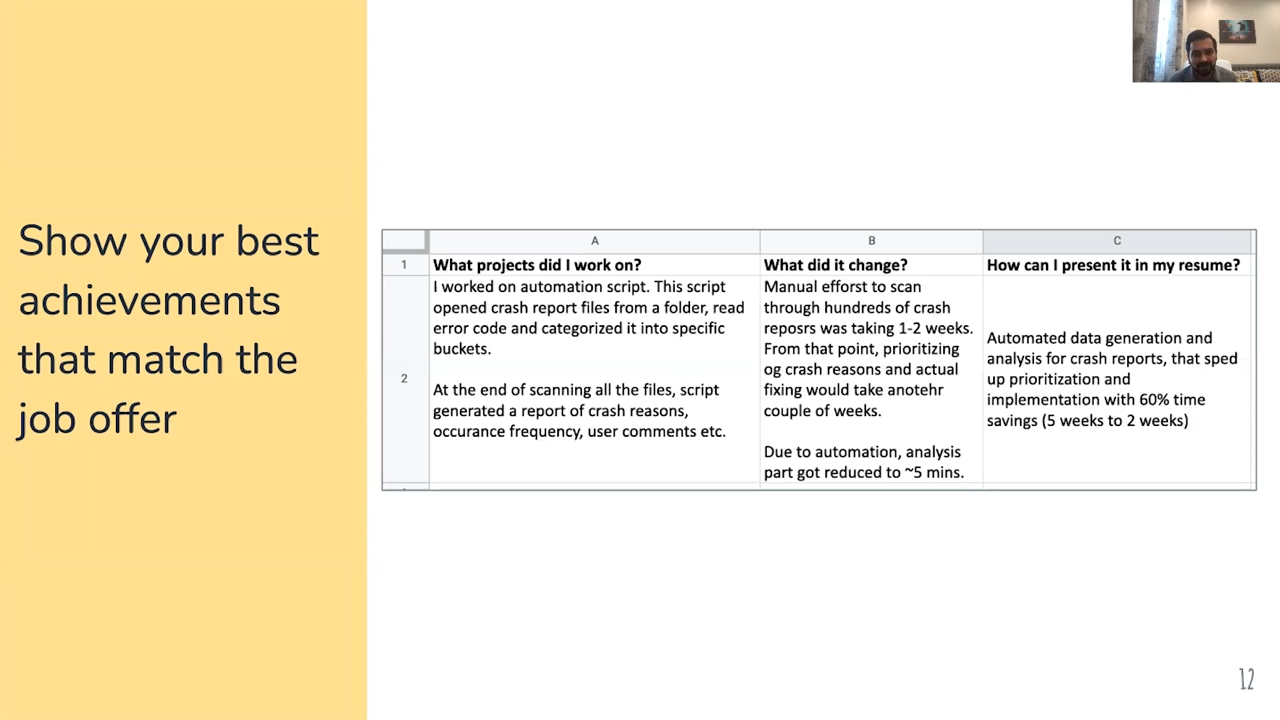 Show your best
achievements
that match the
job offer
A
B
C
1
What projects did I work on?
What did it change?
How can I present it in my resume?
2
I worked on automation script. This script
opened crash report files from a folder, read
error code and categorized it into specific
buckets.
At the end of scanning all the files, script
generated a report of crash reasons,
occurance frequency, user comments etc.
Manual efforst to scan
through hundreds of crash
reposrs was taking 1-2 weeks.
From that point, prioritizing
og crash reasons and actual
fixing would take anotehr
couple of weeks.
Due to automation, analysis
part got reduced to ~5 mins.
Automated data generation and
analysis for crash reports, that sped
up prioritization and
implementation with 60% time
savings (5 weeks to 2 weeks)
12